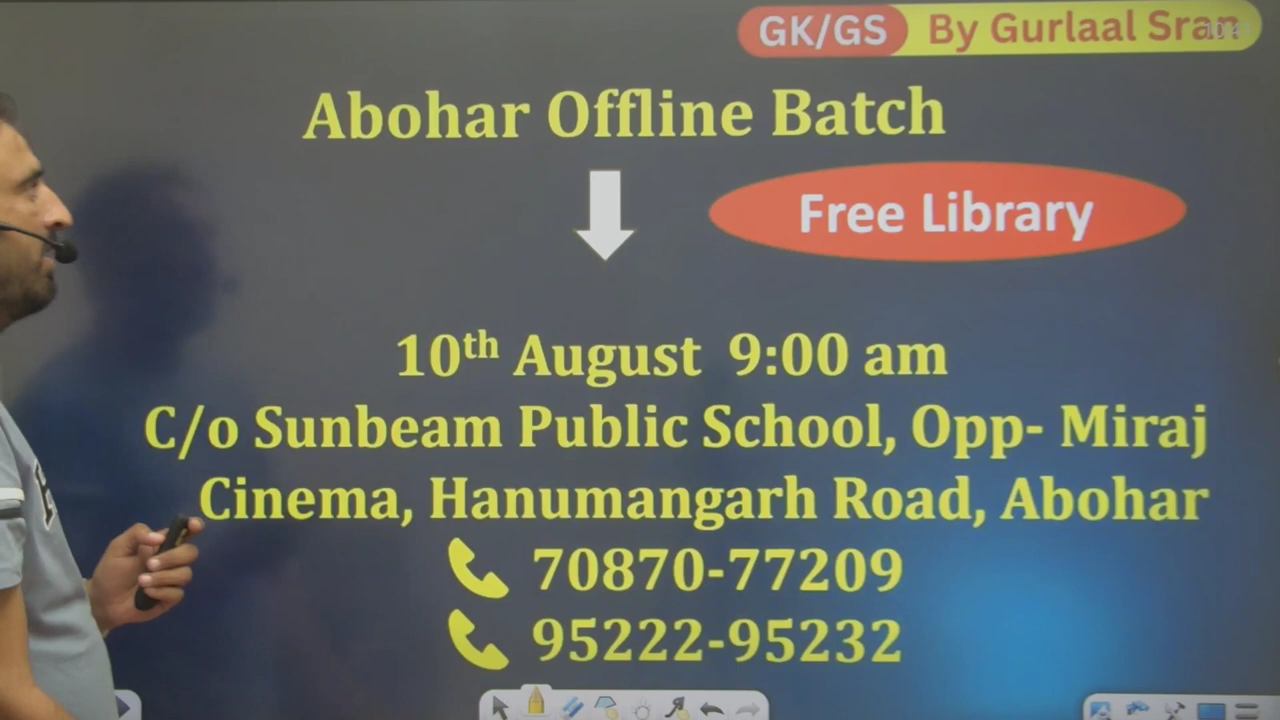 GK/GS By Gurlaal Sran
Abohar Offline Batch
Free Library
10th August 9:00 am
C/o Sunbeam Public School, Opp- Miraj
Cinema, Hanumangarh Road, Abohar
70870-77209
95222-95232